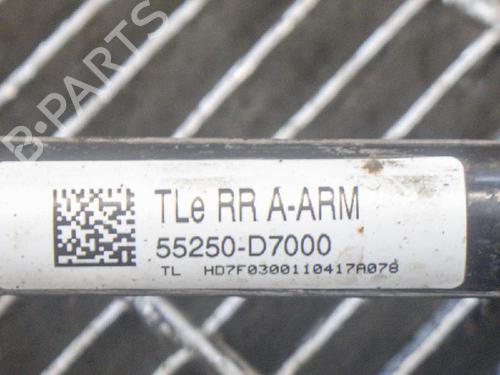 B-PARTS
TLe RR A-ARM
55250-D7000
TL HD7F0300110417A078